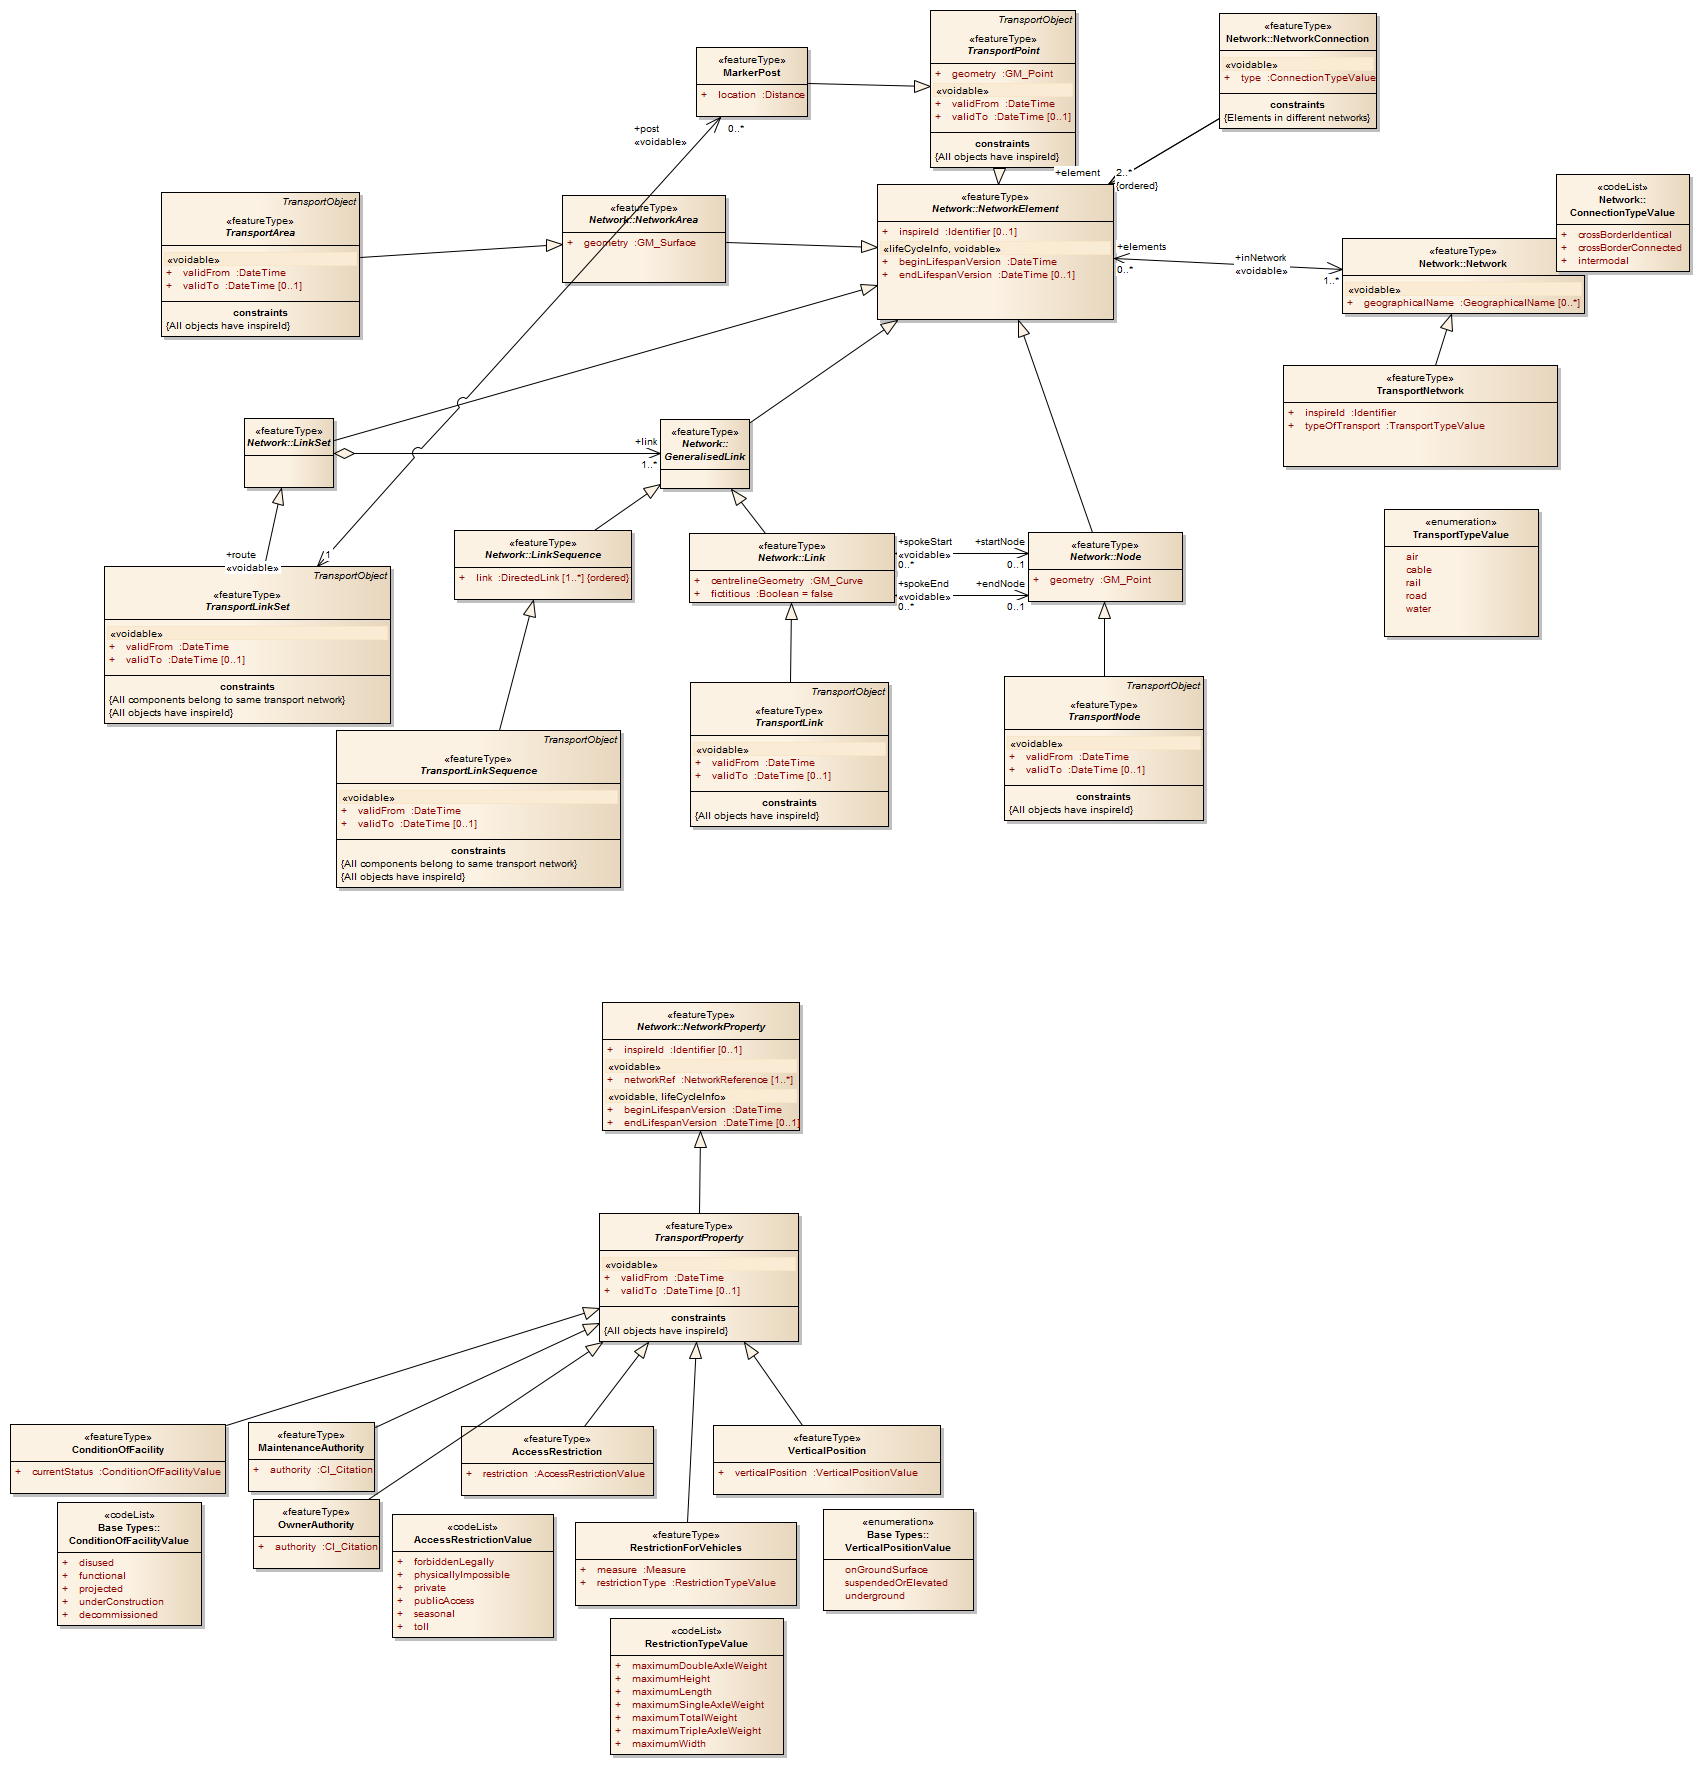 TransportObject
«featureType»
TransportPoint
+ geometry :GM_Point
«voidable»
+ validFrom :DateTime
+ validTo :DateTime [0..1]
constraints
{All objects have inspireId}
«featureType»
Network::NetworkConnection
«voidable»
+ type :ConnectionTypeValue
constraints
{Elements in different networks}
«featureType»
MarkerPost
+ location :Distance
+post
«voidable»
0..*
+element
2..*
{ordered}
TransportObject
«featureType»
TransportArea
«voidable»
+ validFrom :DateTime
+ validTo :DateTime [0..1]
constraints
{All objects have inspireId}
«featureType»
Network::NetworkArea
+ geometry :GM_Surface
«featureType»
Network::NetworkElement
+ inspireId :Identifier [0..1]
«lifeCycleInfo, voidable»
+ beginLifespanVersion :DateTime
+ endLifespanVersion :DateTime [0..1]
+elements
0..*
+inNetwork
«voidable»
1..*
«codeList»
Network::
ConnectionTypeValue
+ crossBorderIdentical
+ crossBorderConnected
+ intermodal
«featureType»
Network::Network
«voidable»
+ geographicalName :GeographicalName [0..*]
«featureType»
TransportNetwork
+ inspireId :Identifier
+ typeOfTransport :TransportTypeValue
«featureType»
Network::LinkSet
+link
1..*
«featureType»
Network::
GeneralisedLink
«enumeration»
TransportTypeValue
air
cable
rail
road
water
«featureType»
Network::LinkSequence
+ link :DirectedLink [1..*] {ordered}
«featureType»
Network::Link
+ centrelineGeometry :GM_Curve
+ fictitious :Boolean = false
+spokeStart
«voidable»
0..*
+startNode
0..1
+spokeEnd
«voidable»
0..*
+endNode
0..1
«featureType»
Network::Node
+ geometry :GM_Point
+route
«voidable»
1
TransportObject
«featureType»
TransportLinkSet
«voidable»
+ validFrom :DateTime
+ validTo :DateTime [0..1]
constraints
{All components belong to same transport network}
{All objects have inspireId}
TransportObject
«featureType»
TransportLinkSequence
«voidable»
+ validFrom :DateTime
+ validTo :DateTime [0..1]
constraints
{All components belong to same transport network}
{All objects have inspireId}
TransportObject
«featureType»
TransportLink
«voidable»
+ validFrom :DateTime
+ validTo :DateTime [0..1]
constraints
{All objects have inspireId}
TransportObject
«featureType»
TransportNode
«voidable»
+ validFrom :DateTime
+ validTo :DateTime [0..1]
constraints
{All objects have inspireId}
«featureType»
Network::NetworkProperty
+ inspireId :Identifier [0..1]
«voidable»
+ networkRef :NetworkReference [1..*]
«voidable, lifeCycleInfo»
+ beginLifespanVersion :DateTime
+ endLifespanVersion :DateTime [0..1]
«featureType»
TransportProperty
«voidable»
+ validFrom :DateTime
+ validTo :DateTime [0..1]
constraints
{All objects have inspireId}
«featureType»
ConditionOfFacility
+ currentStatus :ConditionOfFacilityValue
«featureType»
MaintenanceAuthority
+ authority :CI_Citation
«featureType»
AccessRestriction
+ restriction :AccessRestrictionValue
«featureType»
VerticalPosition
+ verticalPosition :VerticalPositionValue
«codeList»
Base Types::
ConditionOfFacilityValue
+ disused
+ functional
+ projected
+ underConstruction
+ decommissioned
«featureType»
OwnerAuthority
+ authority :CI_Citation
«codeList»
AccessRestrictionValue
+ forbiddenLegally
+ physicallyImpossible
+ private
+ publicAccess
+ seasonal
+ toll
«featureType»
RestrictionForVehicles
+ measure :Measure
+ restrictionType :RestrictionTypeValue
«enumeration»
Base Types::
VerticalPositionValue
onGroundSurface
suspendedOrElevated
underground
«codeList»
RestrictionTypeValue
+ maximumDoubleAxleWeight
+ maximumHeight
+ maximumLength
+ maximumSingleAxleWeight
+ maximumTotalWeight
+ maximumTripleAxleWeight
+ maximumWidth